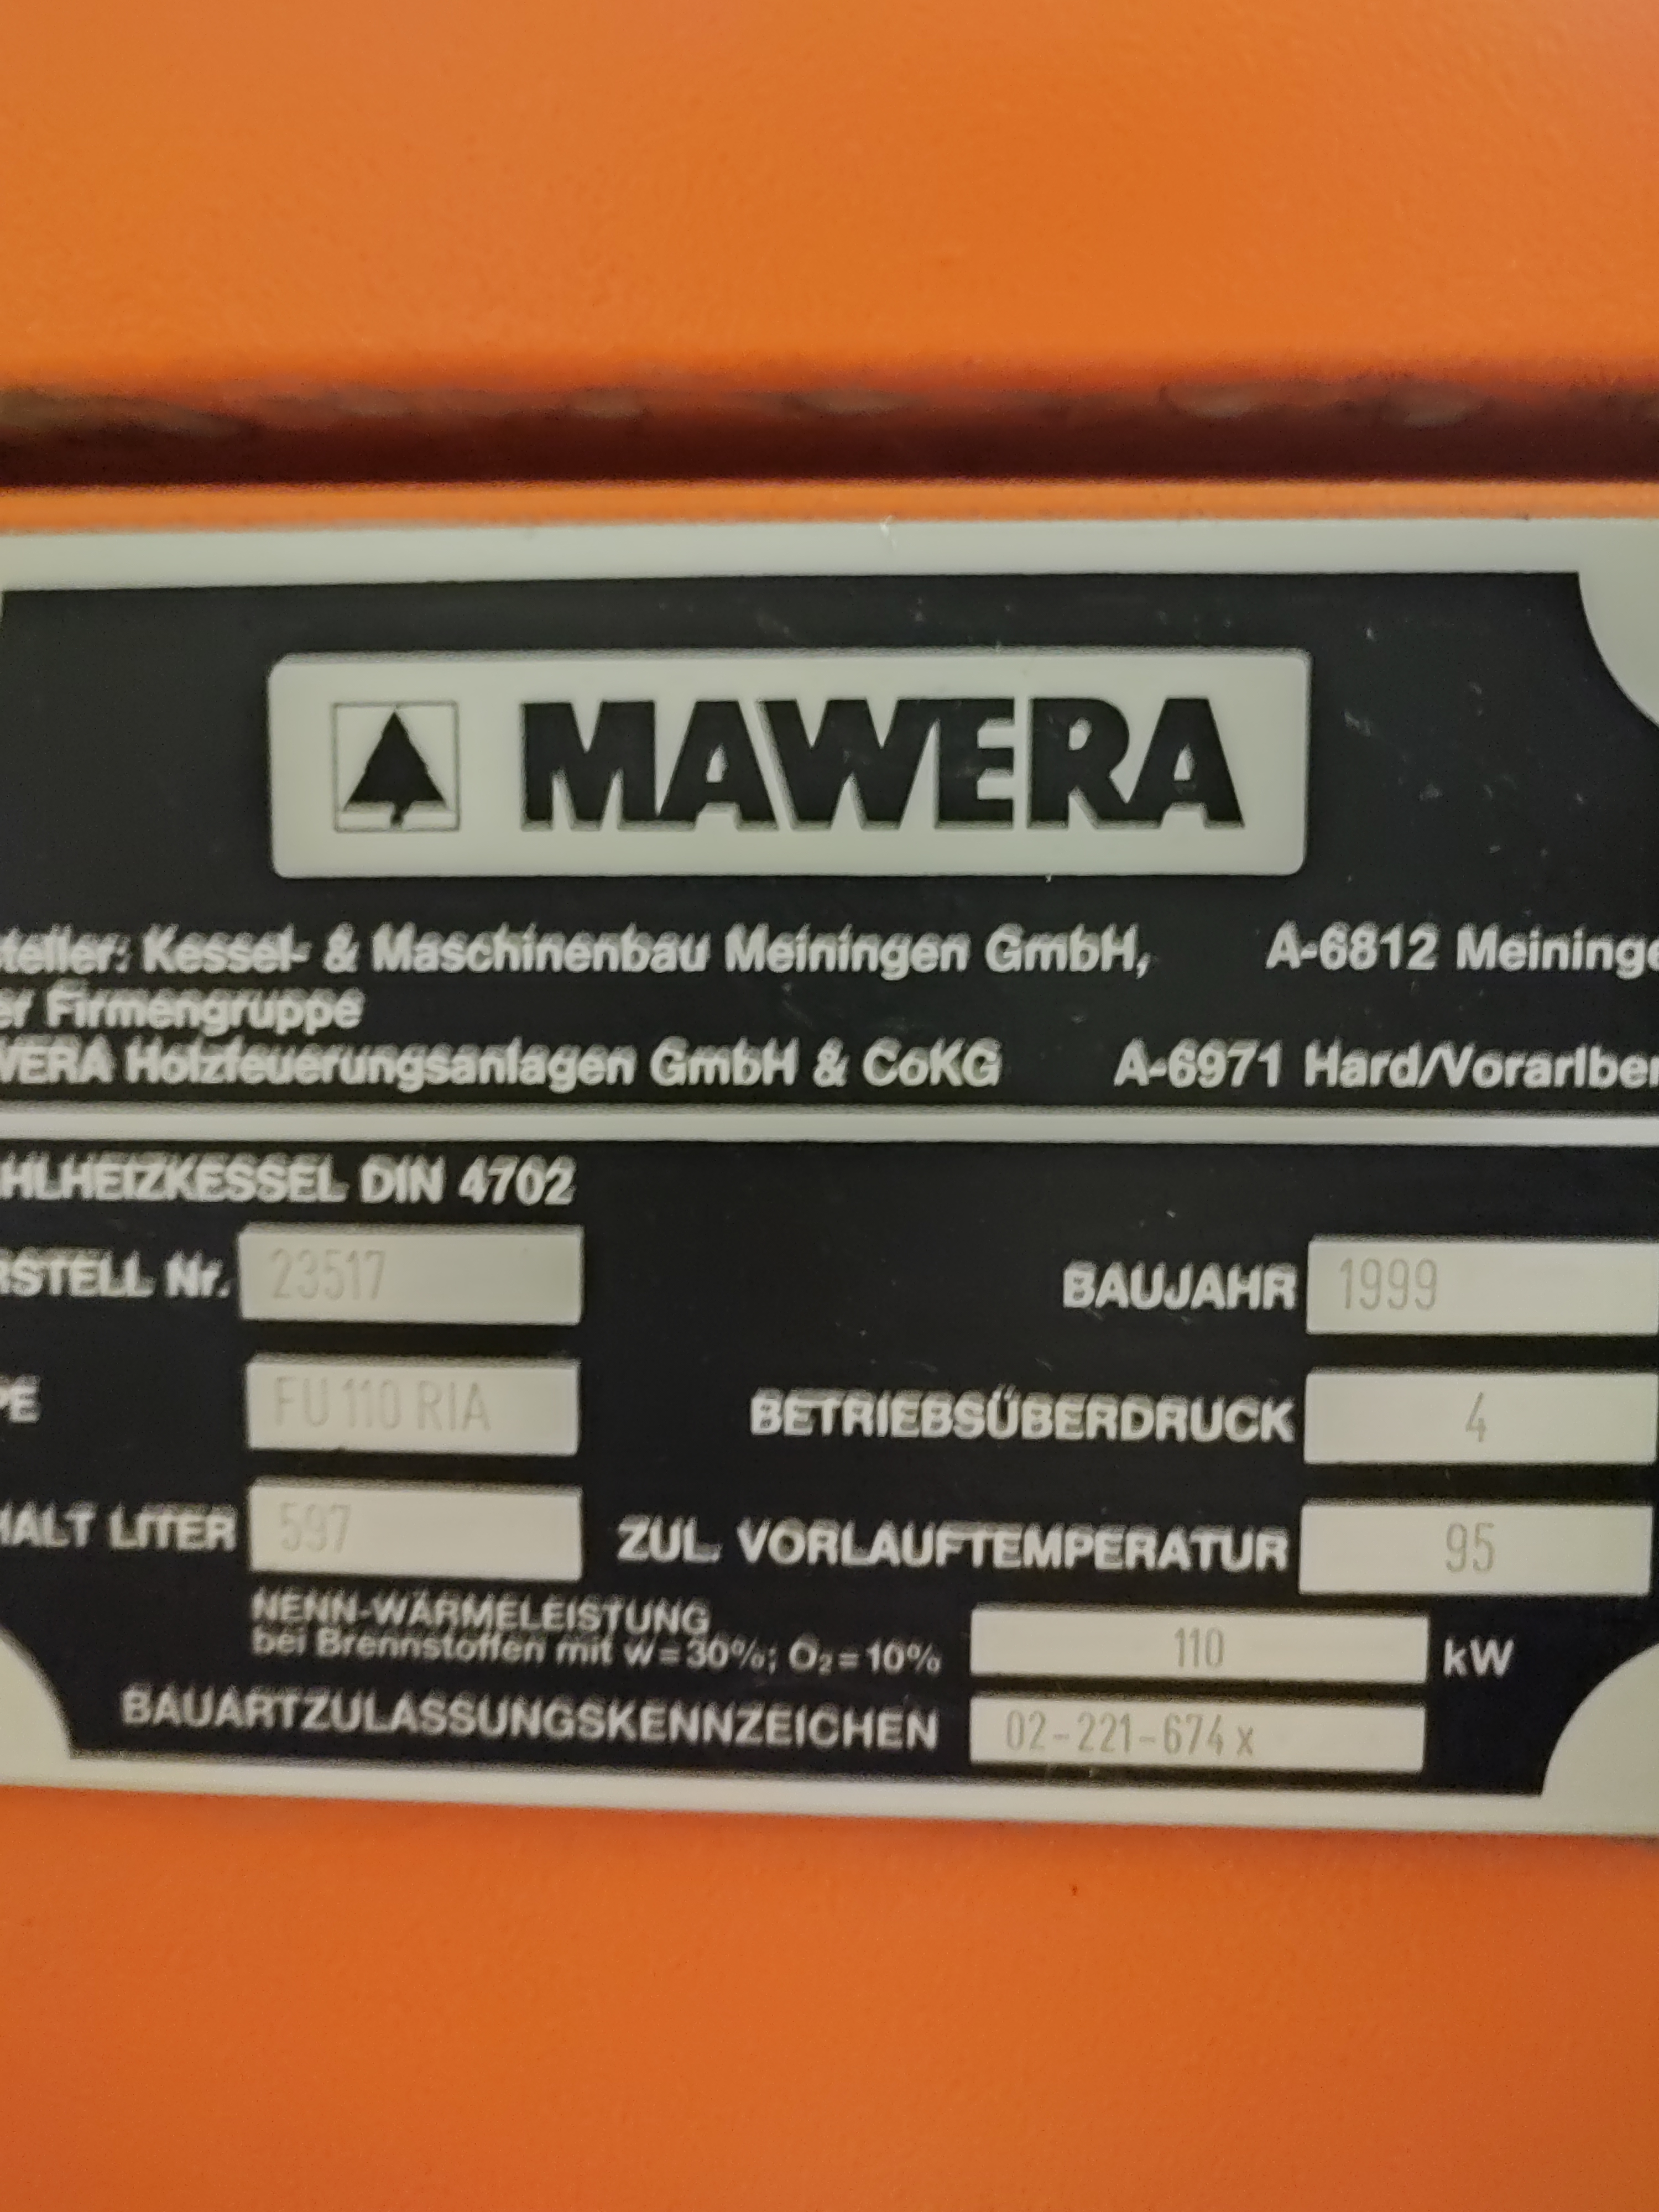 MAWERA
teller: Kessel- & Maschinenbau Meiningen GmbH, A-6812 Meininge
er Firmengruppe
WERA Holzfeuerungsanlagen GmbH & CoKG A-6971 Hard/Vorarlber
HLHEIZKESSEL DIN 4702
RSTELL Nr. 23517 BAUJAHR 1999
PE FU 110 RIA BETRIEBSÜBERDRUCK 4
HALT LITER 597 ZUL. VORLAUFTEMPERATUR 95
NENN-WÄRMELEISTUNG
bei Brennstoffen mit w=30%; O₂=10% 110 kW
BAUARTZULASSUNGSKENNZEICHEN 02-221-674 x